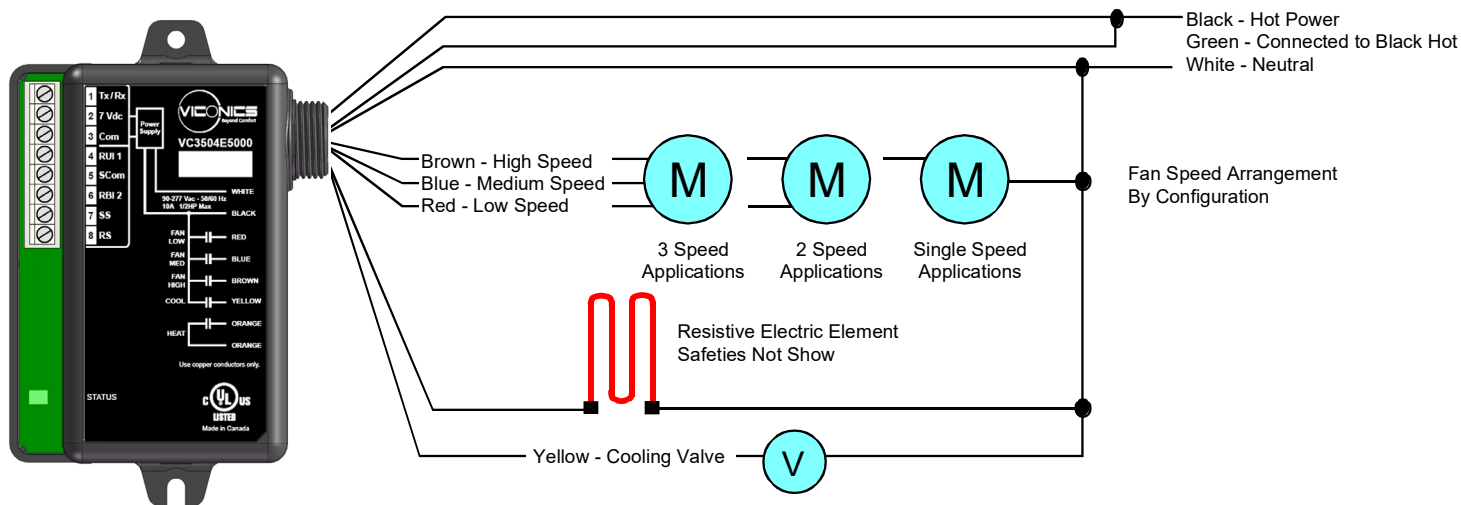 1 Tx/Rx
2 7 Vdc
3 Com
4 RUI 1
5 SCom
6 RBI 2
7 SS
8 RS
Power
Supply
VICONICS
Beyond Comfort
VC3504E5000
WHITE
90-277 Vac - 50/60 Hz
10A 1/2HP Max
BLACK
FAN
LOW
RED
FAN
MED
BLUE
FAN
HIGH
BROWN
COOL
YELLOW
ORANGE
HEAT
ORANGE
Use copper conductors only.
STATUS
C UL US
LISTED
Made in Canada
Black - Hot Power
Green - Connected to Black Hot
White - Neutral
Brown - High Speed
Blue - Medium Speed
Red - Low Speed
M
M
M
3 Speed
Applications
2 Speed
Applications
Single Speed
Applications
Fan Speed Arrangement
By Configuration
Resistive Electric Element
Safeties Not Show
Yellow - Cooling Valve
V